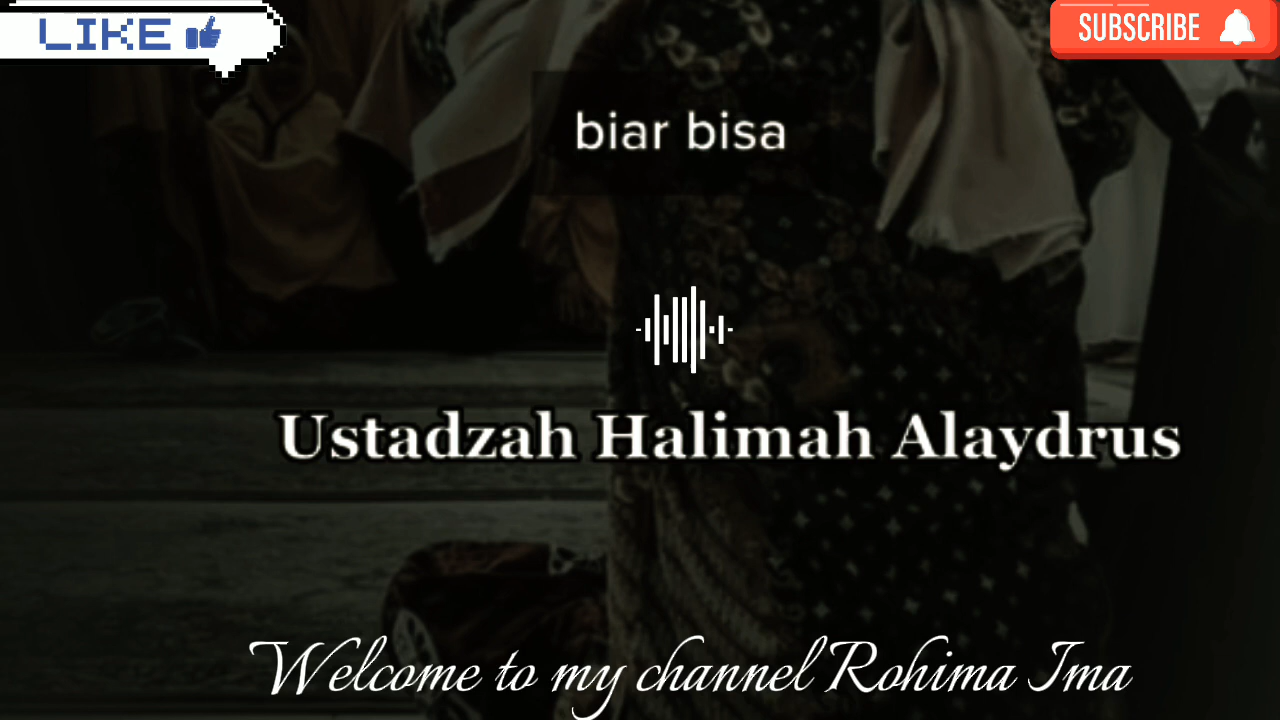 LIKE
SUBSCRIBE
biar bisa
Ustadzah Halimah Alaydrus
Welcome to my channel Rohima Ima